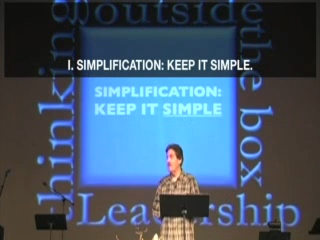 outside
I. SIMPLIFICATION: KEEP IT SIMPLE.
SIMPLIFICATION:
KEEP IT SIMPLE
thinking
the box
Leadership